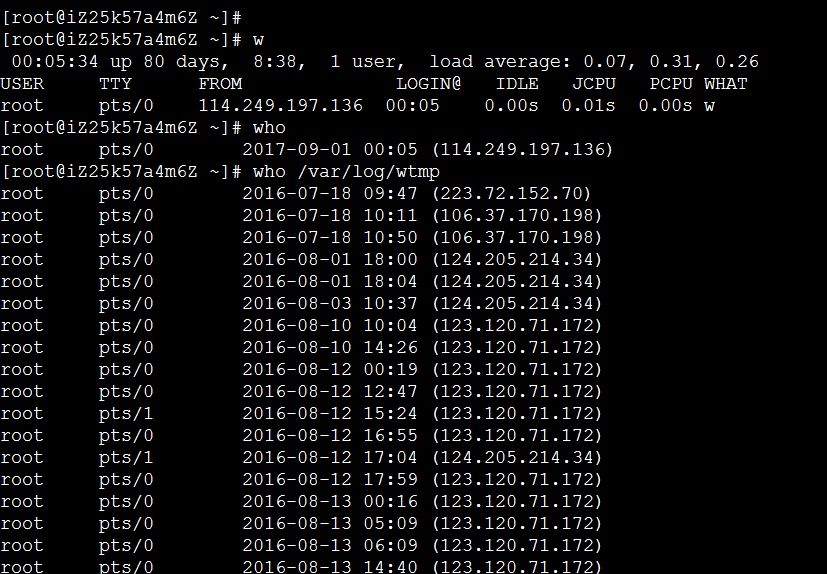 [root@iZ25k57a4m6Z ~]#
[root@iZ25k57a4m6Z ~]# w
 00:05:34 up 80 days,  8:38,  1 user,  load average: 0.07, 0.31, 0.26
USER     TTY      FROM              LOGIN@   IDLE   JCPU   PCPU WHAT
root     pts/0    114.249.197.136  00:05    0.00s  0.01s  0.00s w
[root@iZ25k57a4m6Z ~]# who
root     pts/0        2017-09-01 00:05 (114.249.197.136)
[root@iZ25k57a4m6Z ~]# who /var/log/wtmp
root     pts/0        2016-07-18 09:47 (223.72.152.70)
root     pts/0        2016-07-18 10:11 (106.37.170.198)
root     pts/0        2016-07-18 10:50 (106.37.170.198)
root     pts/0        2016-08-01 18:00 (124.205.214.34)
root     pts/0        2016-08-01 18:04 (124.205.214.34)
root     pts/0        2016-08-03 10:37 (124.205.214.34)
root     pts/0        2016-08-10 10:04 (123.120.71.172)
root     pts/0        2016-08-10 14:26 (123.120.71.172)
root     pts/0        2016-08-12 00:19 (123.120.71.172)
root     pts/0        2016-08-12 12:47 (123.120.71.172)
root     pts/1        2016-08-12 15:24 (123.120.71.172)
root     pts/0        2016-08-12 16:55 (123.120.71.172)
root     pts/1        2016-08-12 17:04 (124.205.214.34)
root     pts/0        2016-08-12 17:59 (123.120.71.172)
root     pts/0        2016-08-13 00:16 (123.120.71.172)
root     pts/0        2016-08-13 05:09 (123.120.71.172)
root     pts/0        2016-08-13 06:09 (123.120.71.172)
root     pts/0        2016-08-13 14:40 (123.120.71.172)